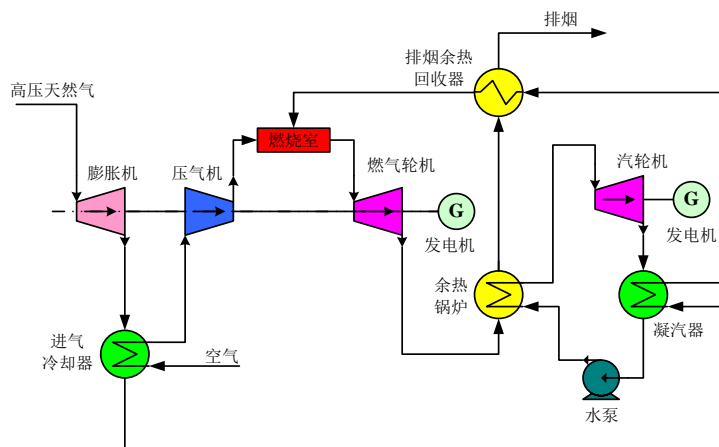 排烟
排烟余热
回收器
高压天然气
燃烧室
膨胀机
压气机
燃气轮机
汽轮机
G
发电机
G
发电机
余热
锅炉
进气
冷却器
空气
凝汽器
水泵